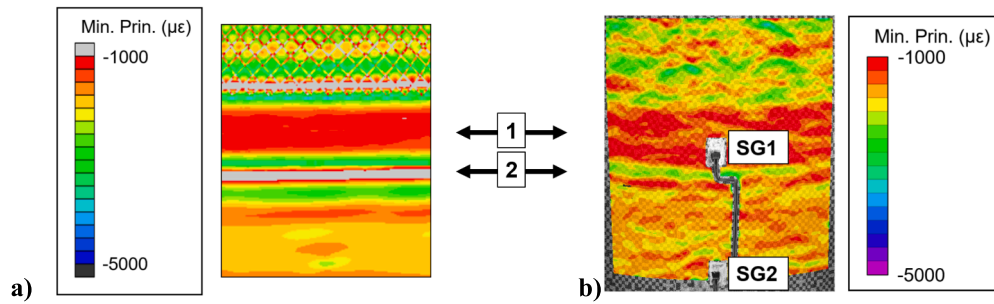 Min. Prin. (µε)
-1000
-5000
a)
1
2
SG1
SG2
b)
Min. Prin. (µε)
-1000
-5000